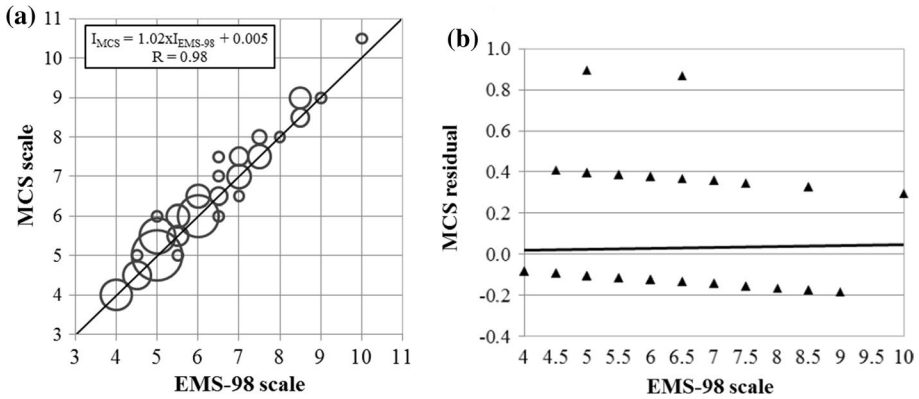 (a)
I_MCS = 1.02xI_EMS-98 + 0.005
R = 0.98
MCS scale
11
10
9
8
7
6
5
4
3
3 4 5 6 7 8 9 10 11
EMS-98 scale
(b)
MCS residual
1.0
0.8
0.6
0.4
0.2
0.0
-0.2
-0.4
4 4.5 5 5.5 6 6.5 7 7.5 8 8.5 9 9.5 10
EMS-98 scale